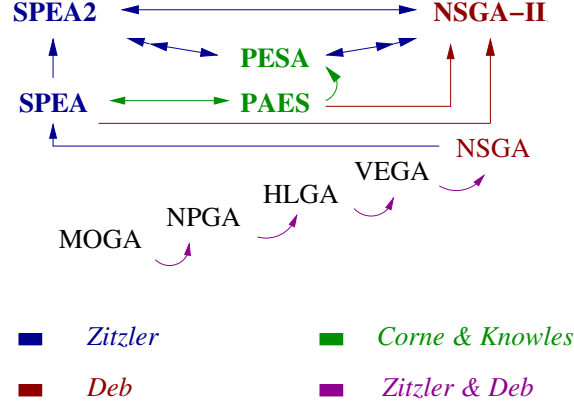 SPEA2 NSGA−II
PESA
SPEA PAES
NSGA
VEGA
HLGA
NPGA
MOGA
Zitzler Corne & Knowles
Deb Zitzler & Deb